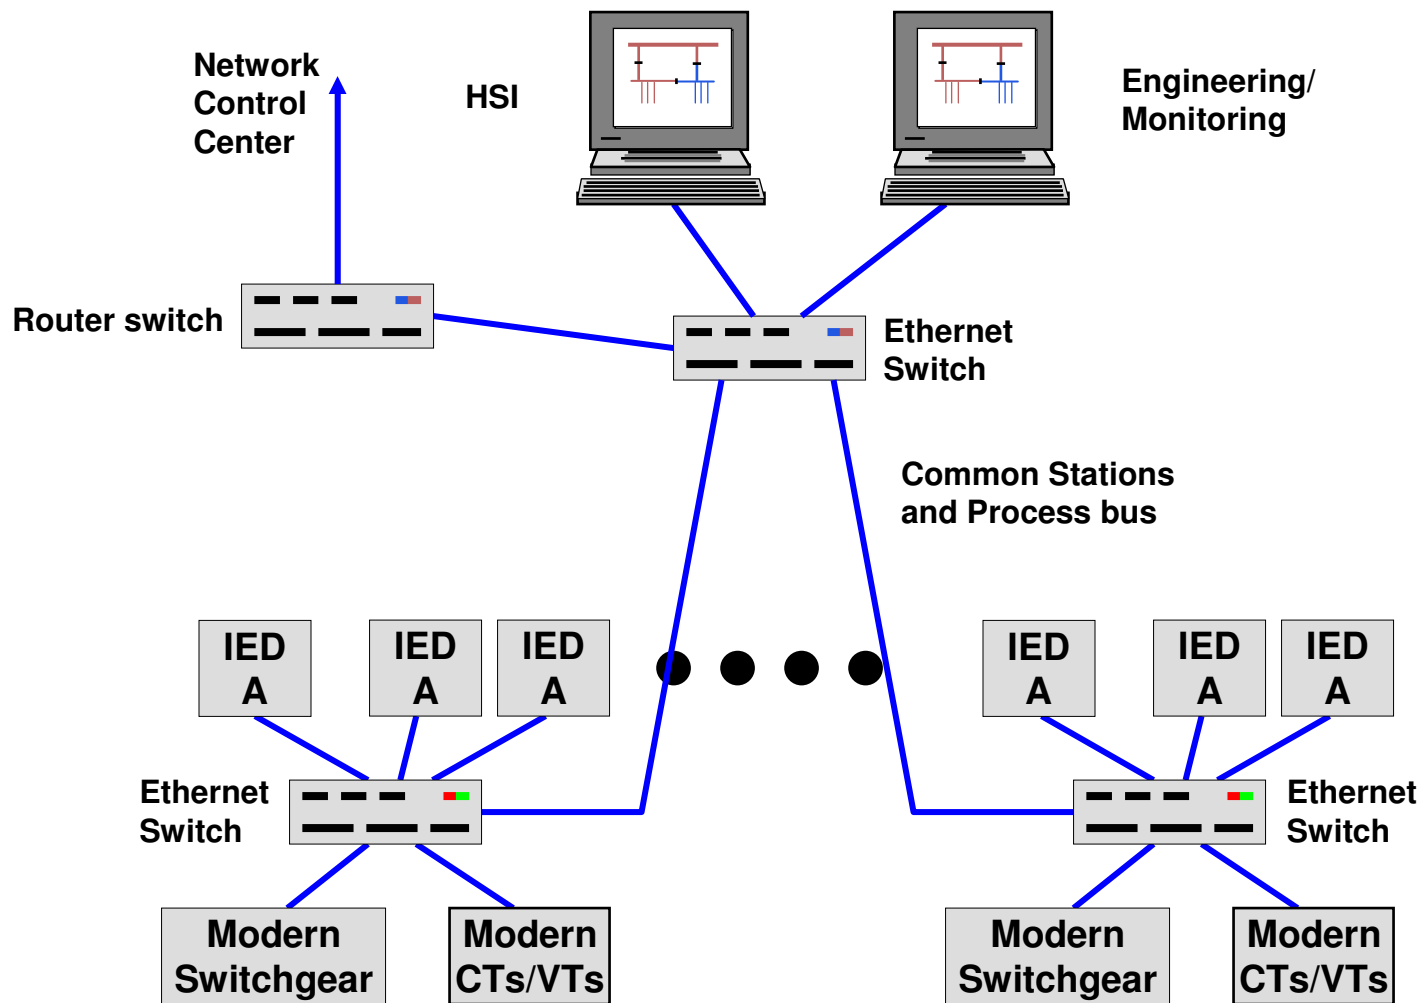 Network
Control
Center
HSI
Engineering/
Monitoring
Router switch
Ethernet
Switch
Common Stations
and Process bus
IED
A
IED
A
IED
A
IED
A
IED
A
IED
A
Ethernet
Switch
Ethernet
Switch
Modern
Switchgear
Modern
CTs/VTs
Modern
Switchgear
Modern
CTs/VTs